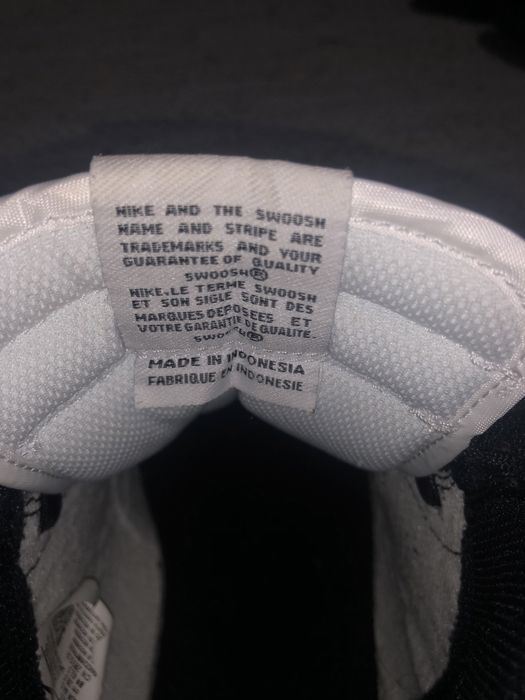 NIKE AND THE SWOOSH
NAME AND STRIPE ARE
TRADEMARKS AND YOUR
GUARANTEE OF QUALITY
SWOOSH®
NIKE, LE TERME SWOOSH
ET SON SIGLE SONT DES
MARQUES DEPOSEES ET
VOTRE GARANTIE DE QUALITE.
SWOOSH®
MADE IN INDONESIA
FABRIQUE EN INDONESIE